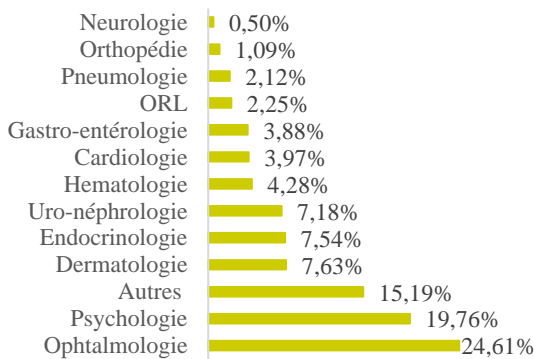 Neurologie 0,50%
Orthopédie 1,09%
Pneumologie 2,12%
ORL 2,25%
Gastro-entérologie 3,88%
Cardiologie 3,97%
Hematologie 4,28%
Uro-néphrologie 7,18%
Endocrinologie 7,54%
Dermatologie 7,63%
Autres 15,19%
Psychologie 19,76%
Ophtalmologie 24,61%